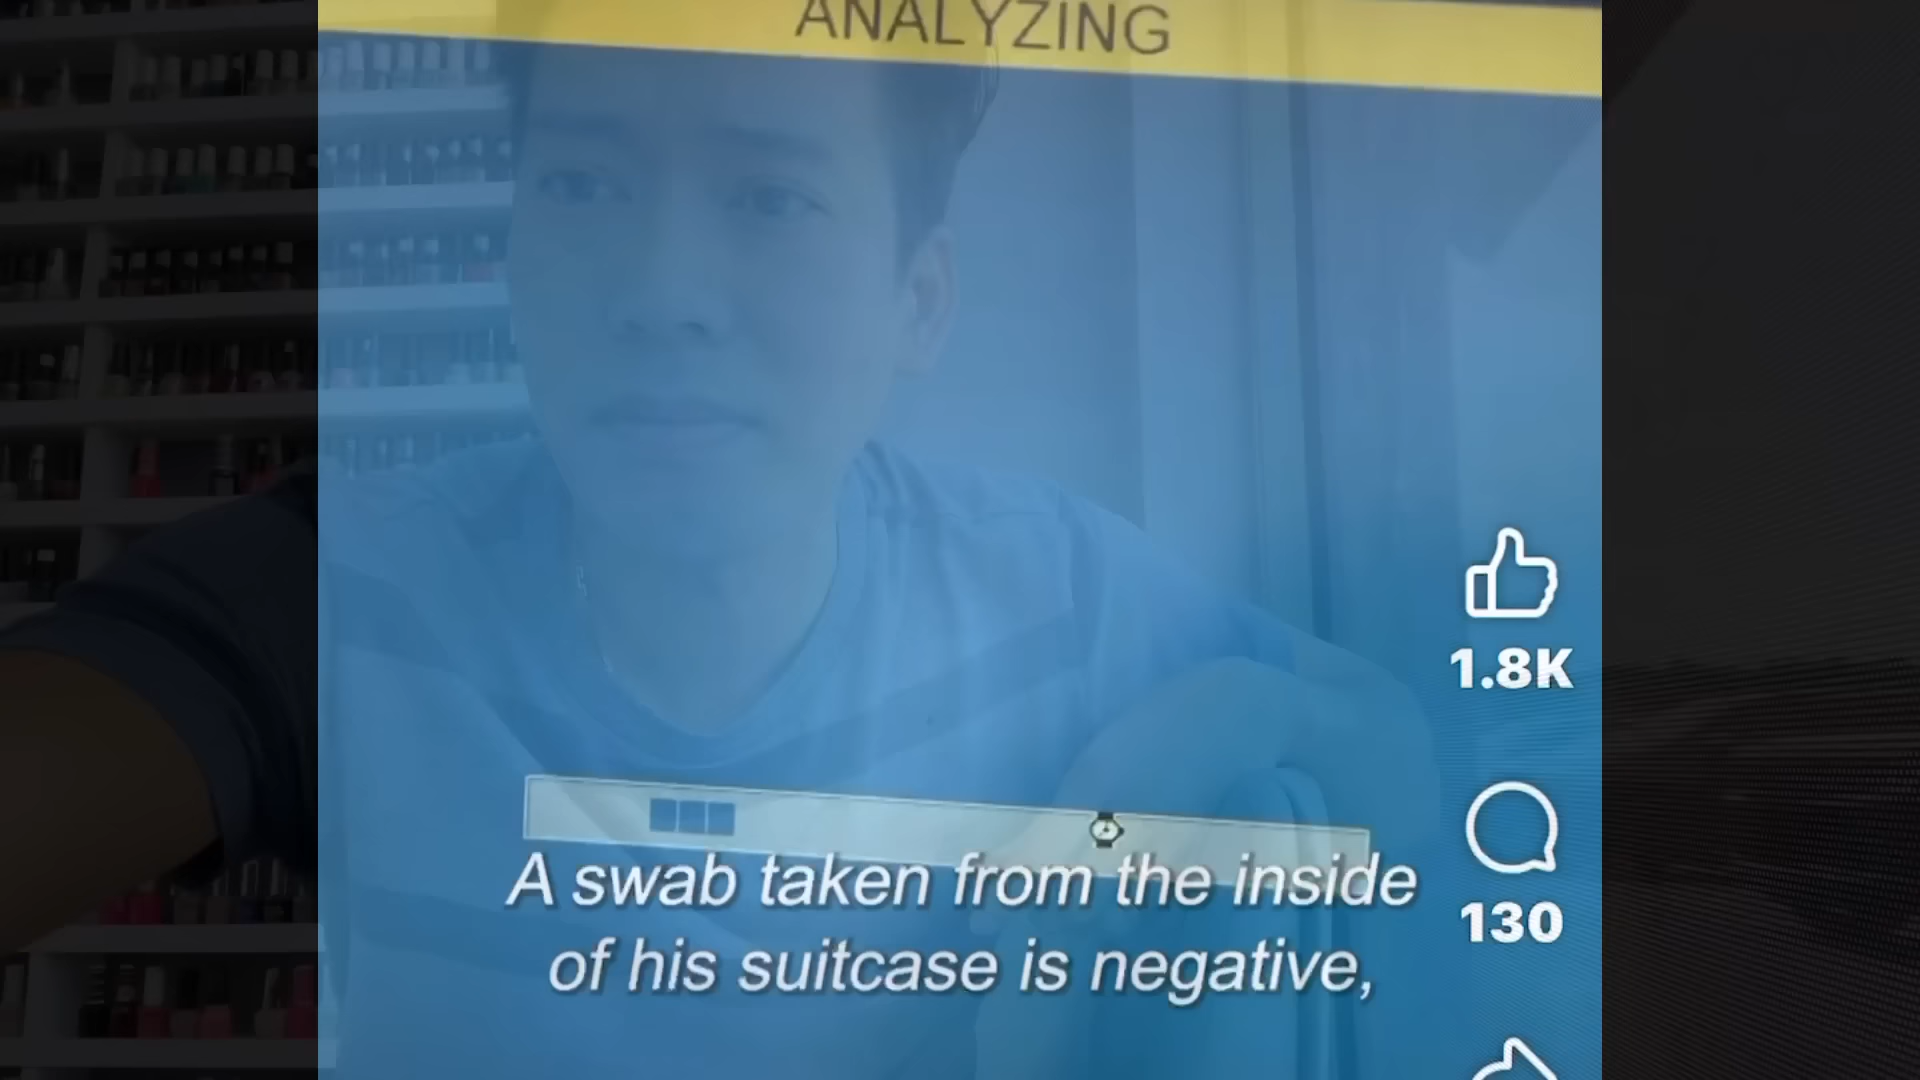 ANALYZING
1.8K
130
A swab taken from the inside
of his suitcase is negative,